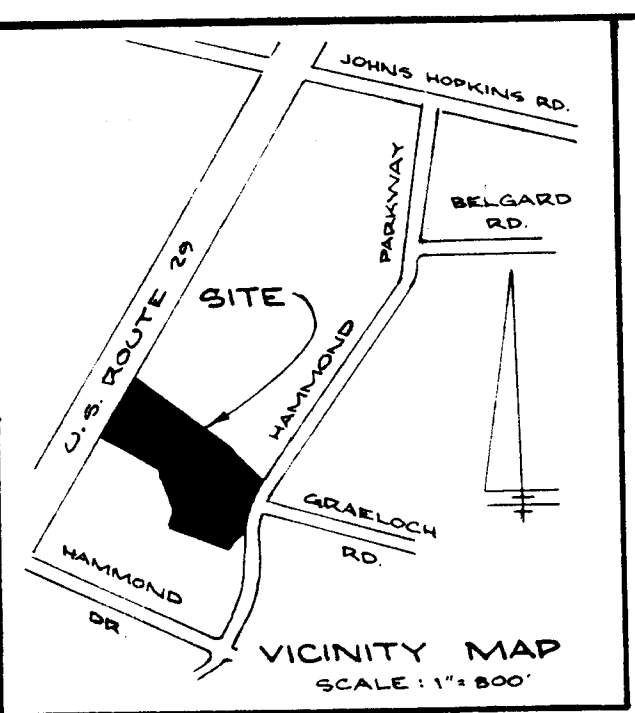 JOHNS HOPKINS RD.
PARKWAY
BELGARD
RD.
U.S. ROUTE 29
SITE
HAMMOND
GRAELOCH
RD.
HAMMOND
DR.
VICINITY MAP
SCALE: 1"=800'